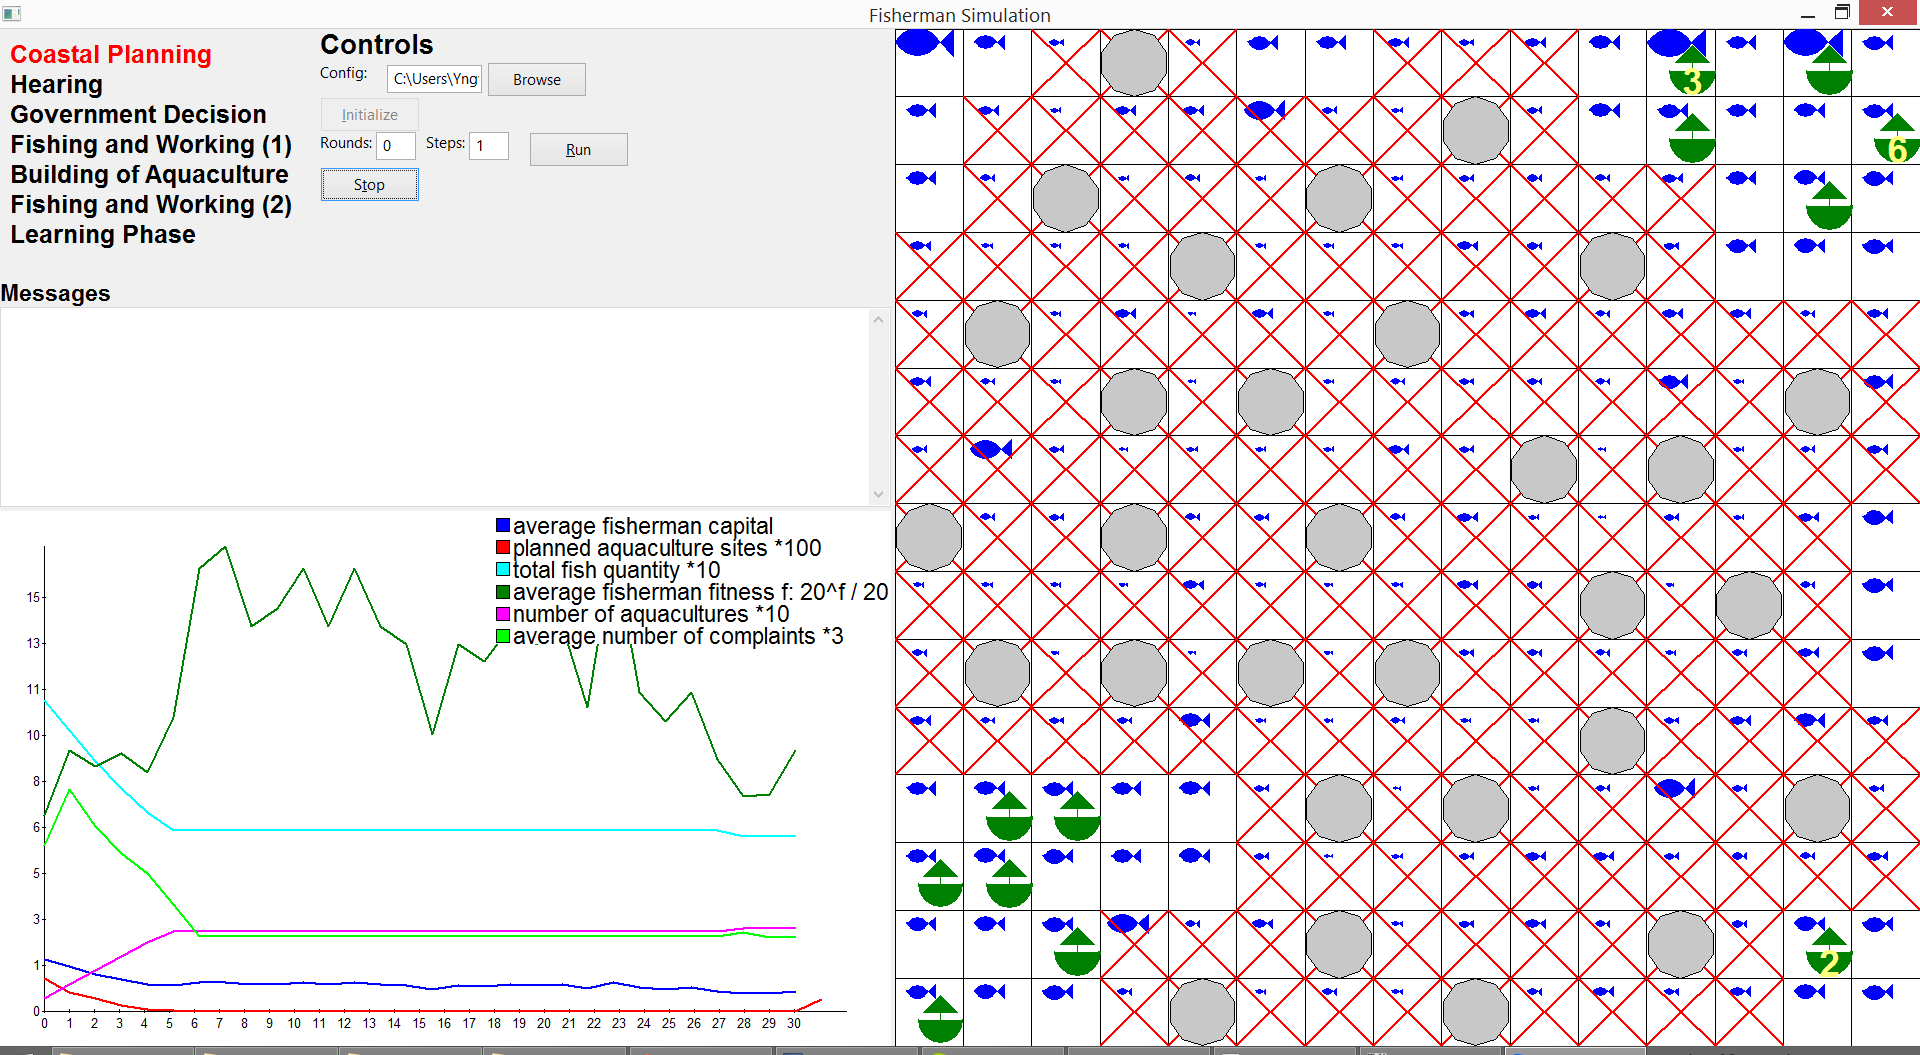 Fisherman Simulation
Coastal Planning
Hearing
Government Decision
Fishing and Working (1)
Building of Aquaculture
Fishing and Working (2)
Learning Phase
Controls
Config: C:\Users\Yng Browse
Initialize
Rounds: 0 Steps: 1 Run
Stop
Messages
average fisherman capital
planned aquaculture sites *100
total fish quantity *10
average fisherman fitness f: 20^f / 20
number of aquacultures *10
average number of complaints *3
15
13
11
10
8
6
5
3
1
0
0 1 2 3 4 5 6 7 8 9 10 11 12 13 14 15 16 17 18 19 20 21 22 23 24 25 26 27 28 29 30
3
6
2